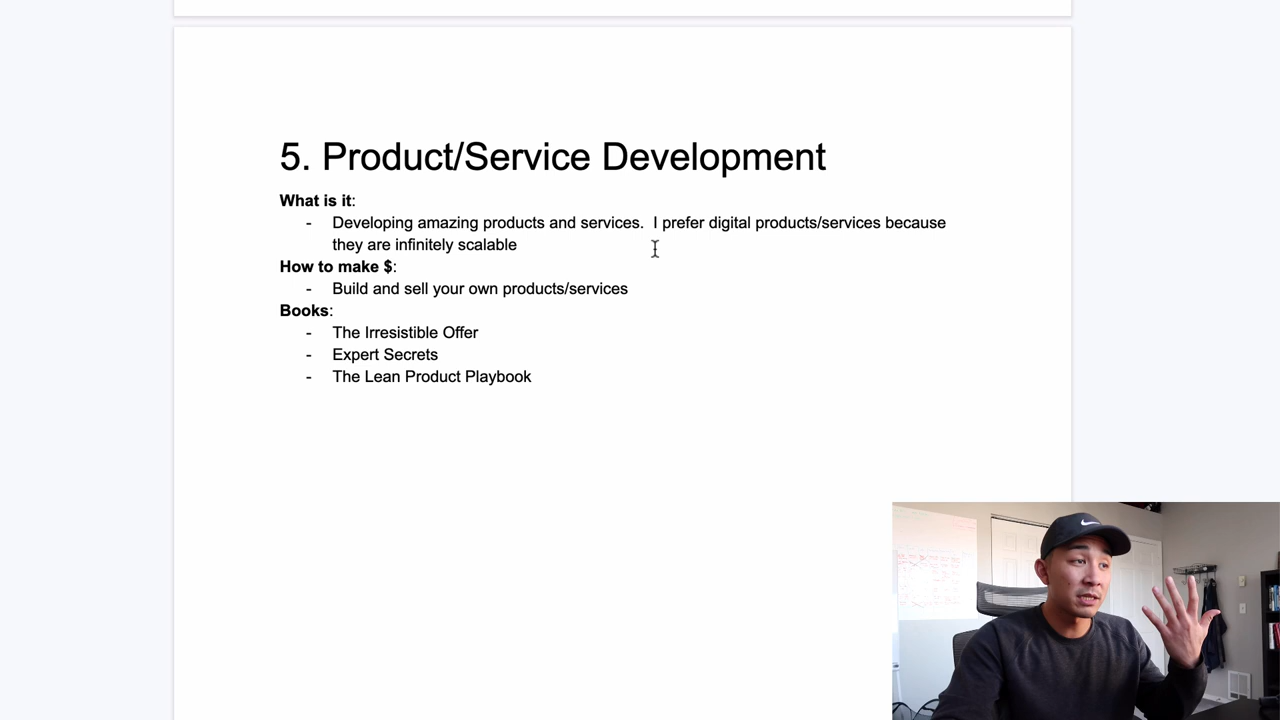 5. Product/Service Development
What is it:
- Developing amazing products and services.  I prefer digital products/services because
they are infinitely scalable
How to make $:
- Build and sell your own products/services
Books:
- The Irresistible Offer
- Expert Secrets
- The Lean Product Playbook